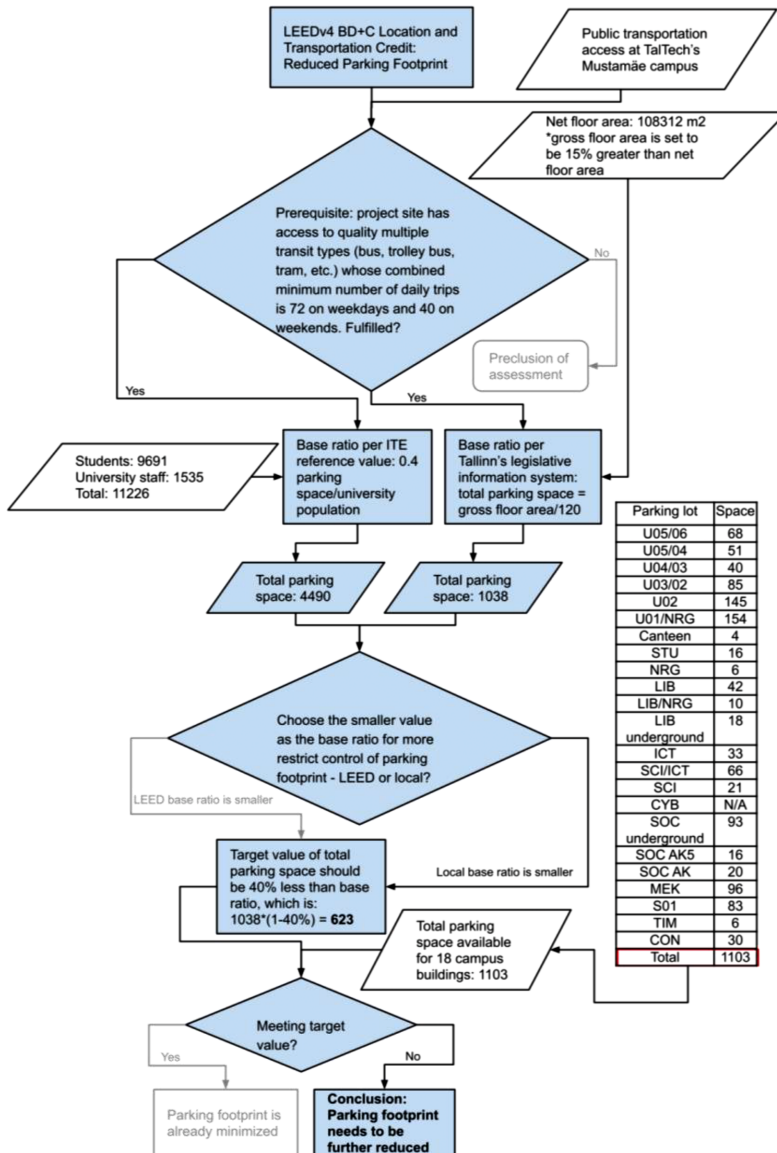 LEEDv4 BD+C Location and
Transportation Credit:
Reduced Parking Footprint
Public transportation
access at TalTech's
Mustamäe campus
Net floor area: 108312 m2
*gross floor area is set to
be 15% greater than net
floor area
Prerequisite: project site has
access to quality multiple
transit types (bus, trolley bus,
tram, etc.) whose combined
minimum number of daily trips
is 72 on weekdays and 40 on
weekends. Fulfilled?
No
Preclusion of
assessment
Yes
Yes
Students: 9691
University staff: 1535
Total: 11226
Base ratio per ITE
reference value: 0.4
parking
space/university
population
Base ratio per
Tallinn's legislative
information system:
total parking space =
gross floor area/120
Total parking
space: 4490
Total parking
space: 1038
Choose the smaller value
as the base ratio for more
restrict control of parking
footprint - LEED or local?
LEED base ratio is smaller
Local base ratio is smaller
Target value of total
parking space should
be 40% less than base
ratio, which is:
1038*(1-40%) = 623
Total parking
space available
for 18 campus
buildings: 1103
Meeting target
value?
Yes
No
Parking footprint is
already minimized
Conclusion:
Parking footprint
needs to be
further reduced
Parking lot Space
U05/06 68
U05/04 51
U04/03 40
U03/02 85
U02 145
U01/NRG 154
Canteen 4
STU 16
NRG 6
LIB 42
LIB/NRG 10
LIB underground 18
ICT 33
SCI/ICT 66
SCI 21
CYB N/A
SOC underground 93
SOC AK5 16
SOC AK 20
MEK 96
S01 83
TIM 6
CON 30
Total 1103